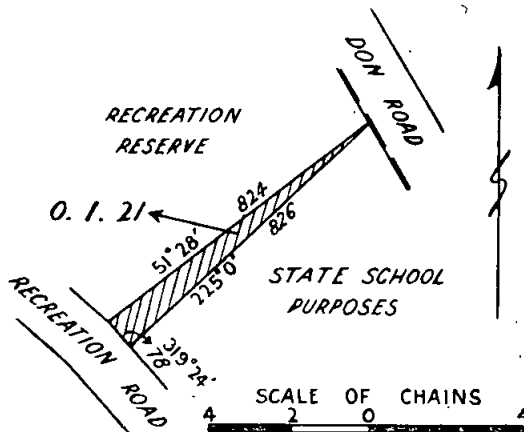 DON ROAD
RECREATION
RESERVE
0. 1. 21
824
826
51°28'
225°0'
STATE SCHOOL
PURPOSES
RECREATION ROAD
319°24'
78
SCALE OF CHAINS
4 2 0 4